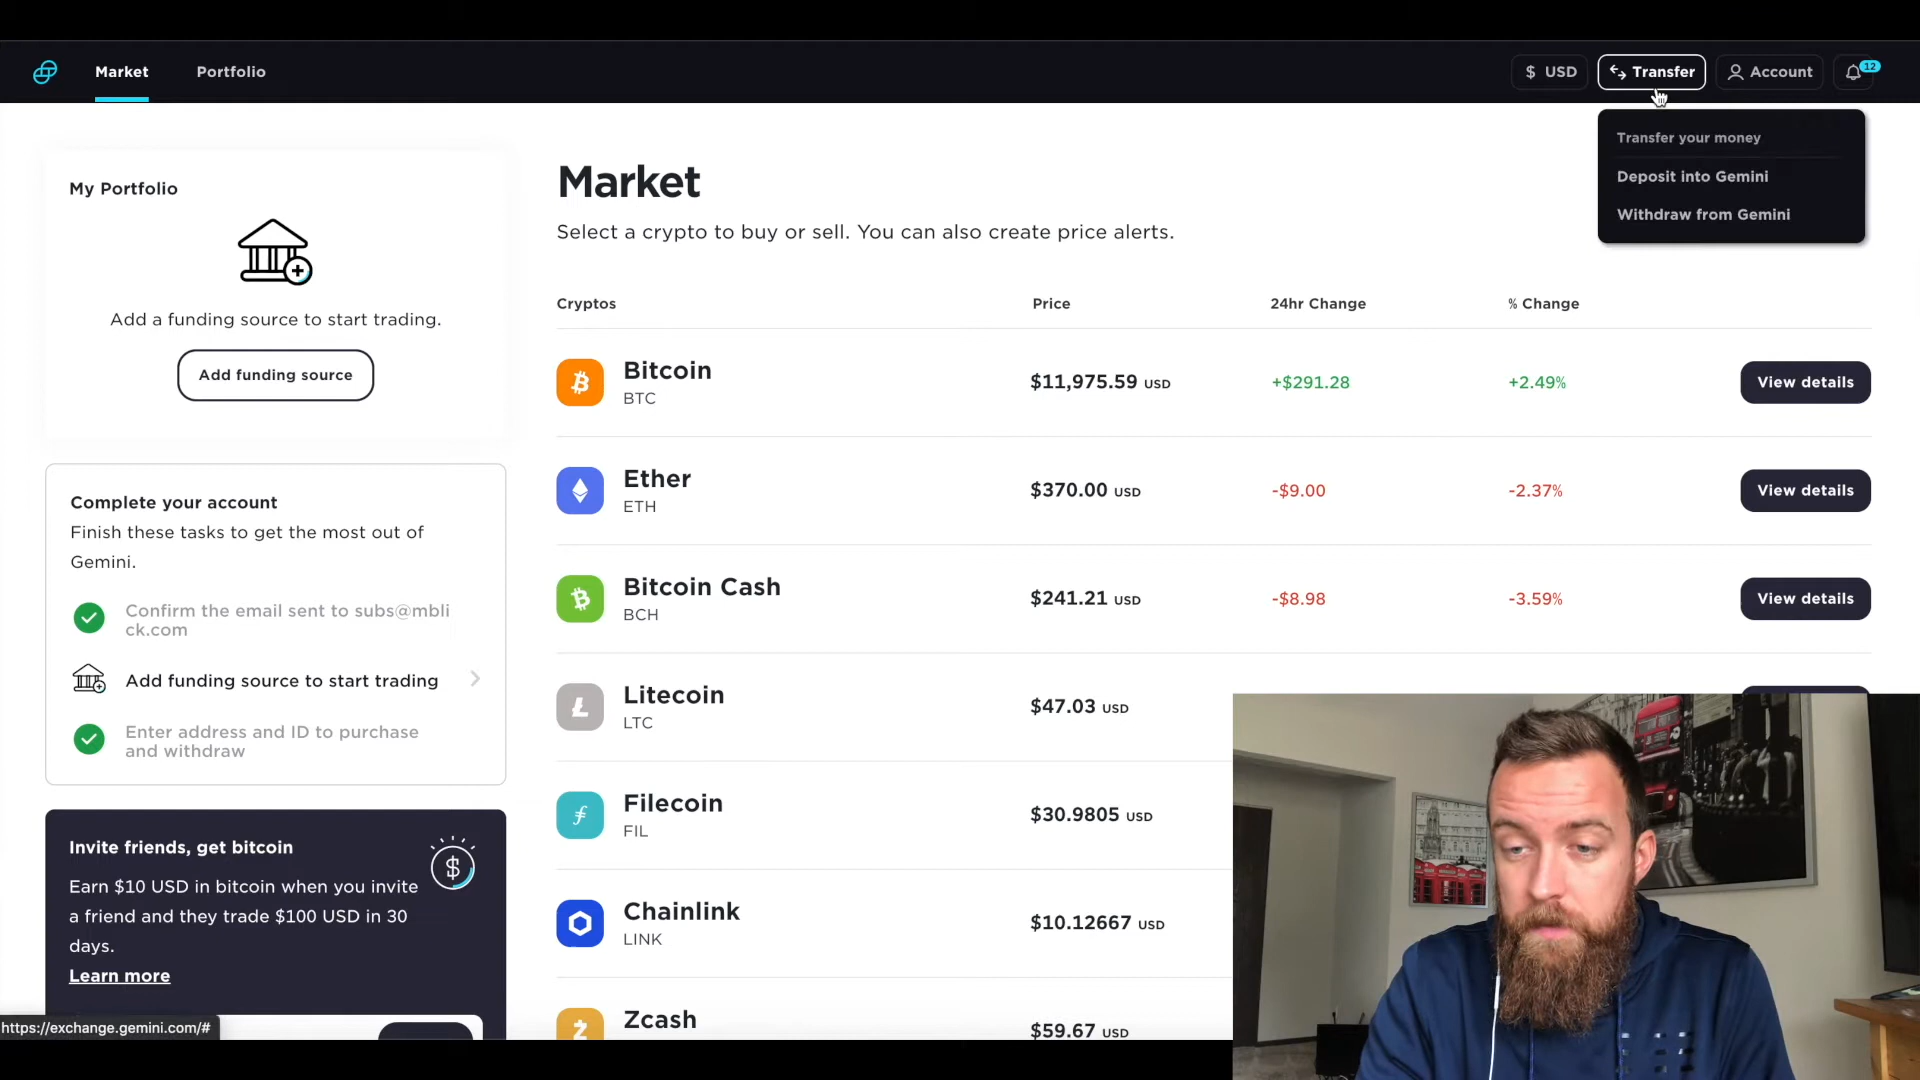 Market
Portfolio
$ USD
Transfer
Account
12
Transfer your money
Deposit into Gemini
Withdraw from Gemini
My Portfolio
Add a funding source to start trading.
Add funding source
Complete your account
Finish these tasks to get the most out of
Gemini.
Confirm the email sent to subs@mbli
ck.com
Add funding source to start trading
Enter address and ID to purchase
and withdraw
Invite friends, get bitcoin
Earn $10 USD in bitcoin when you invite
a friend and they trade $100 USD in 30
days.
Learn more
https://exchange.gemini.com/#
Market
Select a crypto to buy or sell. You can also create price alerts.
Cryptos Price 24hr Change % Change
Bitcoin
BTC
$11,975.59 USD
+$291.28
+2.49%
View details
Ether
ETH
$370.00 USD
-$9.00
-2.37%
View details
Bitcoin Cash
BCH
$241.21 USD
-$8.98
-3.59%
View details
Litecoin
LTC
$47.03 USD
Filecoin
FIL
$30.9805 USD
Chainlink
LINK
$10.12667 USD
Zcash
$59.67 USD